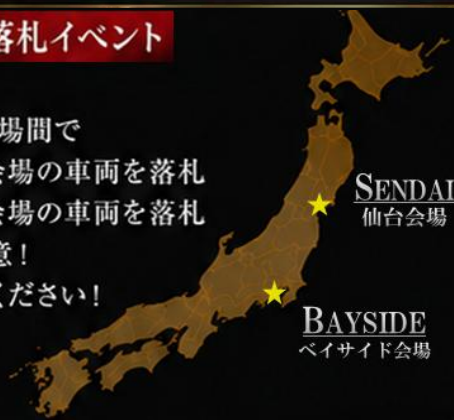 落札イベント
場間で
会場の車両を落札
会場の車両を落札
意!
ください!
SENDAI
仙台会場
BAYSIDE
ベイサイド会場